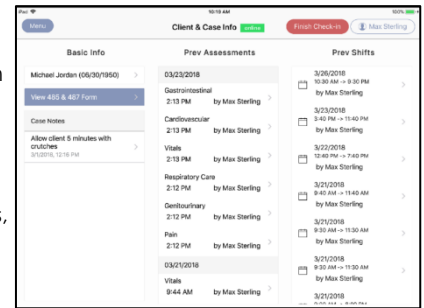 iPad
10:16 AM
100%
Menu
Client & Case Info online
Finish Check-in
Max Sterling
Basic Info
Michael Jordan (06/30/1950)
View 485 & 487 Form
Case Notes
Allow client 5 minutes with
crutches
3/1/2018, 12:16 PM
Prev Assessments
03/23/2018
Gastrointestinal
2:13 PM by Max Sterling
Cardiovascular
2:13 PM by Max Sterling
Vitals
2:13 PM by Max Sterling
Respiratory Care
2:12 PM by Max Sterling
Genitourinary
2:12 PM by Max Sterling
Pain
2:12 PM by Max Sterling
03/21/2018
Vitals
9:44 AM by Max Sterling
Prev Shifts
3/26/2018
10:30 AM -> 9:30 PM
by Max Sterling
3/23/2018
3:40 PM -> 11:40 PM
by Max Sterling
3/22/2018
12:40 PM -> 7:40 PM
by Max Sterling
3/21/2018
9:40 AM -> 11:40 AM
by Max Sterling
3/21/2018
9:30 AM -> 11:30 AM
by Max Sterling
3/21/2018
9:30 AM -> 11:30 AM
by Max Sterling
3/21/2018